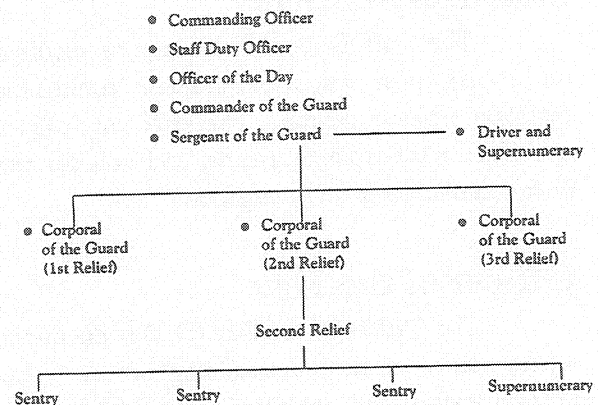 • Commanding Officer
• Staff Duty Officer
• Officer of the Day
• Commander of the Guard
• Sergeant of the Guard
• Driver and
Supernumerary
• Corporal
of the Guard
(1st Relief)
• Corporal
of the Guard
(2nd Relief)
• Corporal
of the Guard
(3rd Relief)
Second Relief
Sentry
Sentry
Sentry
Supernumerary